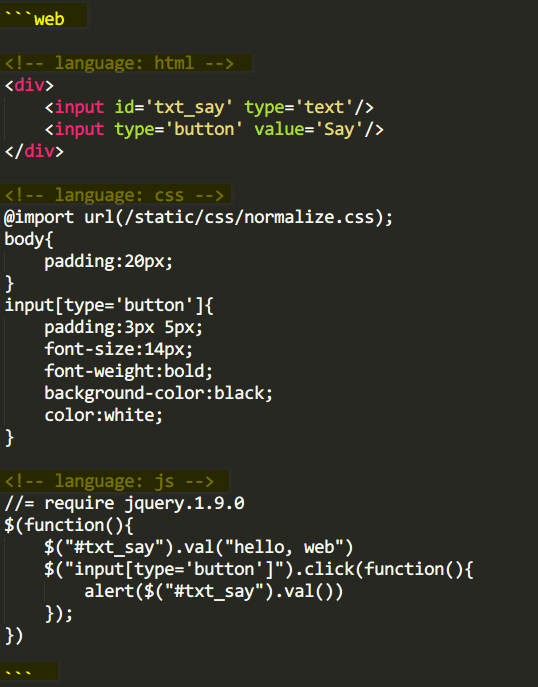 ```web
<!-- language: html -->
<div>
    <input id='txt_say' type='text'/>
    <input type='button' value='Say'/>
</div>
<!-- language: css -->
@import url(/static/css/normalize.css);
body{
    padding:20px;
}
input[type='button']{
    padding:3px 5px;
    font-size:14px;
    font-weight:bold;
    background-color:black;
    color:white;
}
<!-- language: js -->
//= require jquery.1.9.0
$(function(){
    $("#txt_say").val("hello, web")
    $("input[type='button']").click(function(){
        alert($("#txt_say").val())
    });
})
```